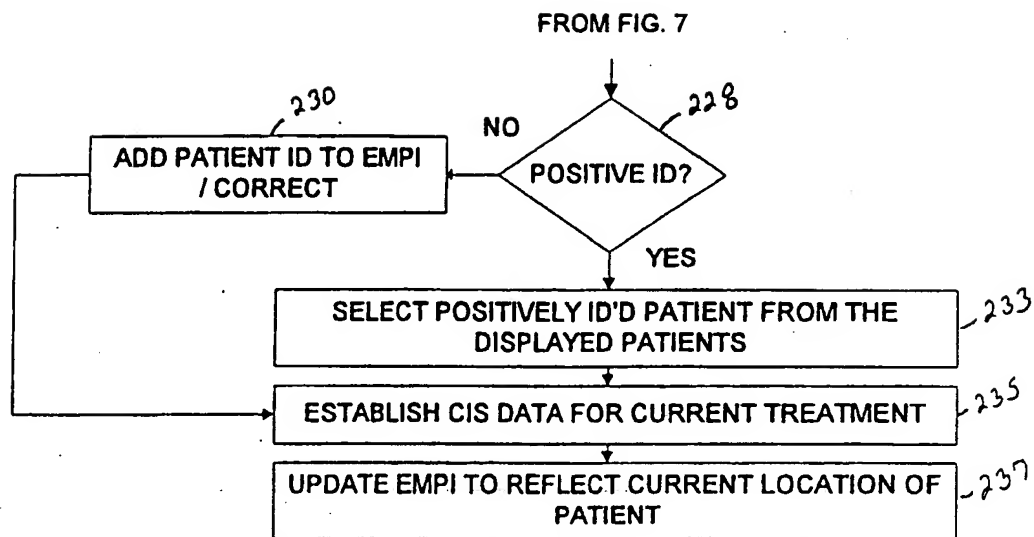 FROM FIG. 7
228
NO
POSITIVE ID?
230
ADD PATIENT ID TO EMPI
/ CORRECT
YES
SELECT POSITIVELY ID'D PATIENT FROM THE
DISPLAYED PATIENTS
233
ESTABLISH CIS DATA FOR CURRENT TREATMENT
235
UPDATE EMPI TO REFLECT CURRENT LOCATION OF
PATIENT
237